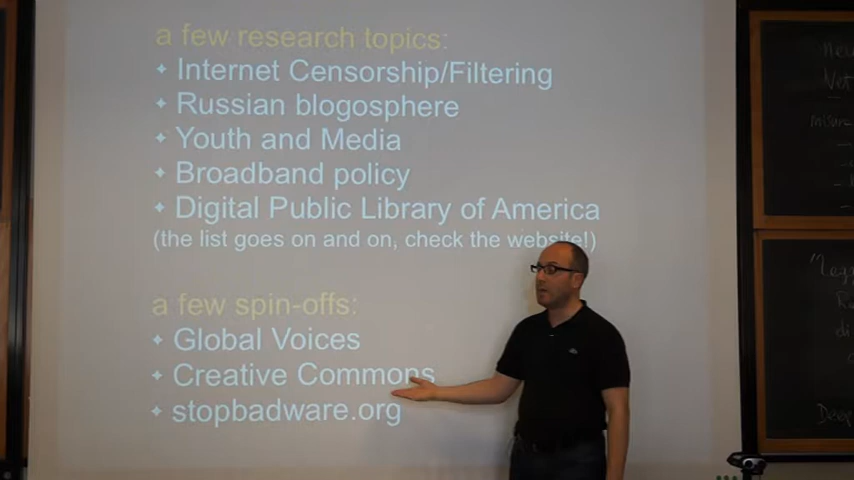 a few research topics:
✦ Internet Censorship/Filtering
✦ Russian blogosphere
✦ Youth and Media
✦ Broadband policy
✦ Digital Public Library of America
(the list goes on and on, check the website!)
a few spin-offs:
✦ Global Voices
✦ Creative Commons
✦ stopbadware.org